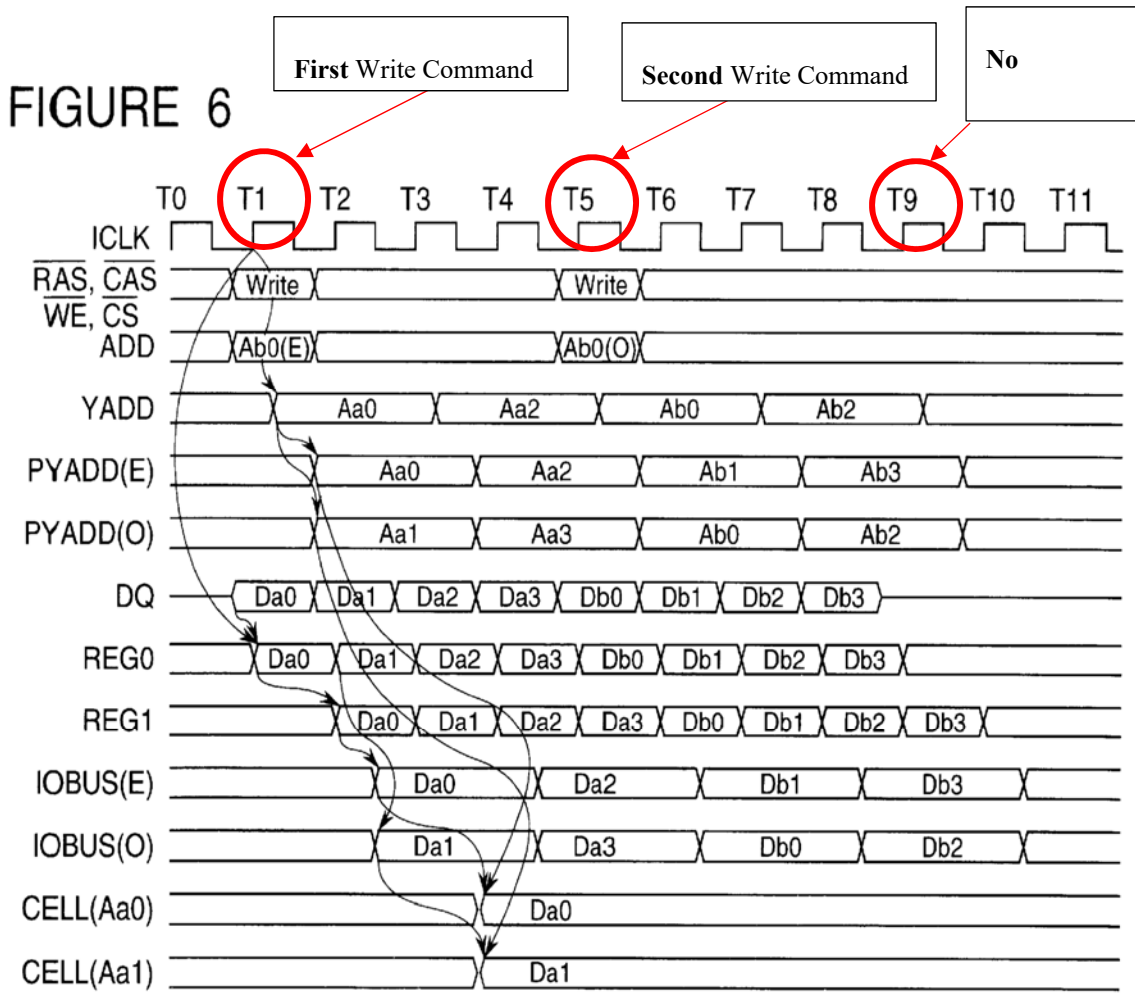 First Write Command
Second Write Command
No
FIGURE 6
T0 T1 T2 T3 T4 T5 T6 T7 T8 T9 T10 T11
ICLK
RAS, CAS Write Write
WE, CS
ADD Ab0(E) Ab0(O)
YADD Aa0 Aa2 Ab0 Ab2
PYADD(E) Aa0 Aa2 Ab1 Ab3
PYADD(O) Aa1 Aa3 Ab0 Ab2
DQ Da0 Da1 Da2 Da3 Db0 Db1 Db2 Db3
REG0 Da0 Da1 Da2 Da3 Db0 Db1 Db2 Db3
REG1 Da0 Da1 Da2 Da3 Db0 Db1 Db2 Db3
IOBUS(E) Da0 Da2 Db1 Db3
IOBUS(O) Da1 Da3 Db0 Db2
CELL(Aa0) Da0
CELL(Aa1) Da1